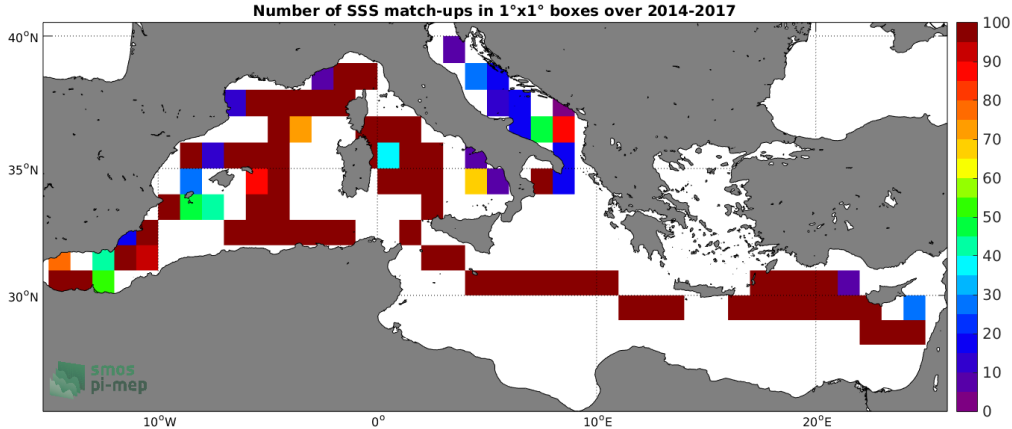 Number of SSS match-ups in 1°x1° boxes over 2014-2017
40°N
35°N
30°N
10°W
0°
10°E
20°E
100
90
80
70
60
50
40
30
20
10
0
smos
pi-mep